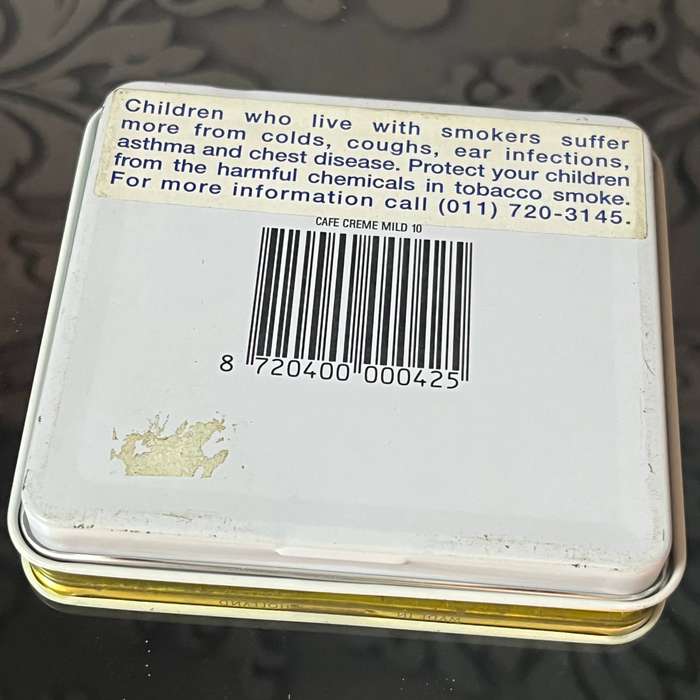 Children who live with smokers suffer
more from colds, coughs, ear infections,
asthma and chest disease. Protect your children
from the harmful chemicals in tobacco smoke.
For more information call (011) 720-3145.
CAFE CREME MILD 10
8 720400 000425